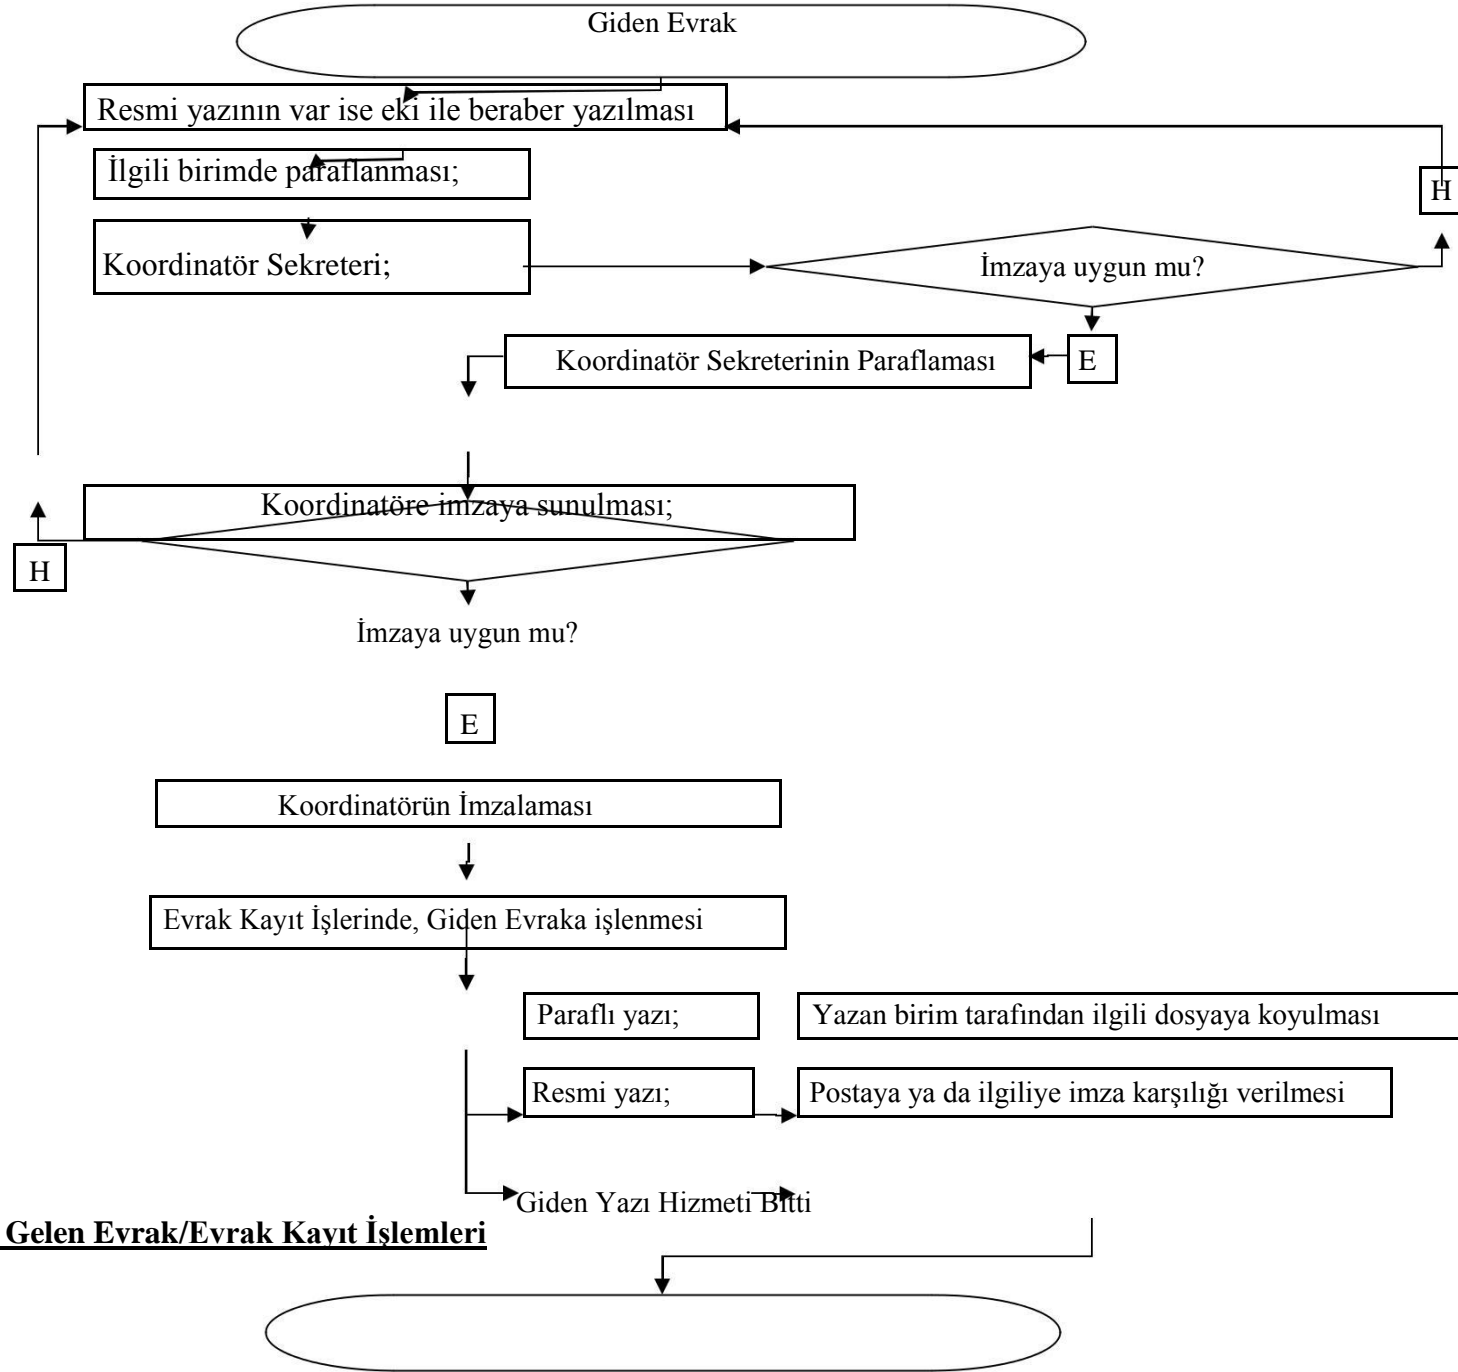 Giden Evrak
Resmi yazının var ise eki ile beraber yazılması
İlgili birimde paraflanması;
H
Koordinatör Sekreteri;
İmzaya uygun mu?
Koordinatör Sekreterinin Paraflaması
E
Koordinatöre imzaya sunulması;
H
İmzaya uygun mu?
E
Koordinatörün İmzalaması
Evrak Kayıt İşlerinde, Giden Evraka işlenmesi
Paraflı yazı;
Yazan birim tarafından ilgili dosyaya koyulması
Resmi yazı;
Postaya ya da ilgiliye imza karşılığı verilmesi
Giden Yazı Hizmeti Bitti
Gelen Evrak/Evrak Kayıt İşlemleri